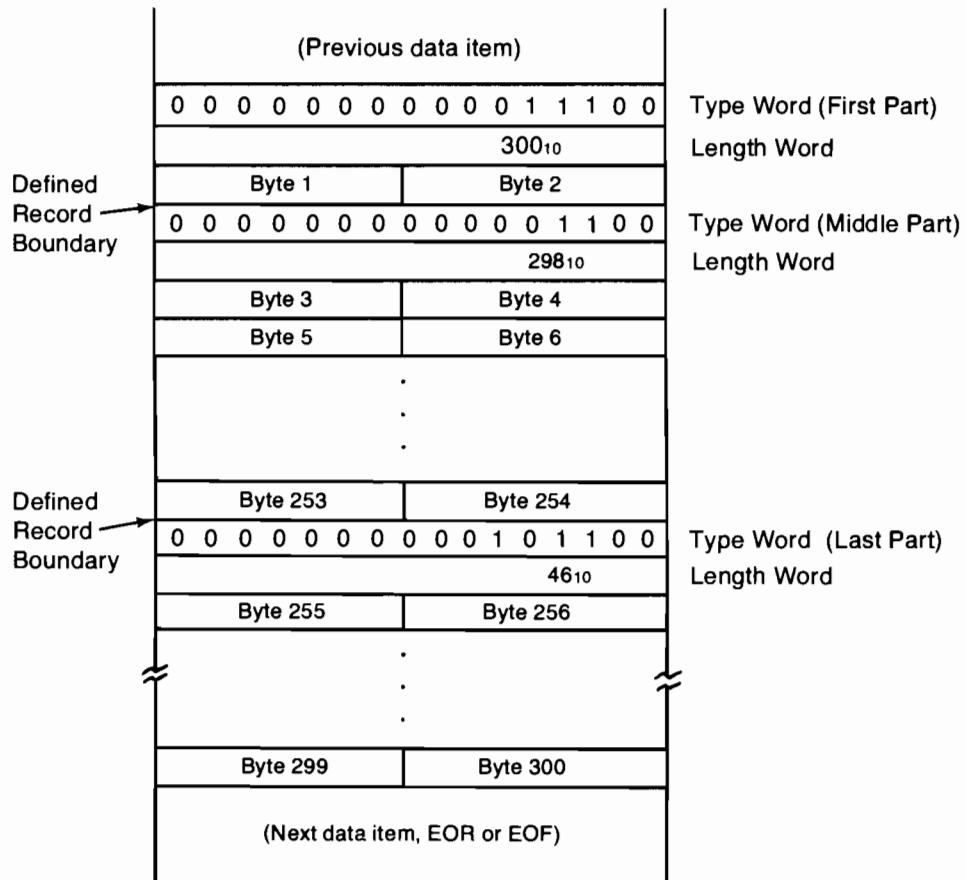 (Previous data item)
0 0 0 0 0 0 0 0 0 0 0 1 1 1 0 0 Type Word (First Part)
300₁₀ Length Word
Byte 1 Byte 2
Defined
Record
Boundary
0 0 0 0 0 0 0 0 0 0 0 0 1 1 0 0 Type Word (Middle Part)
298₁₀ Length Word
Byte 3 Byte 4
Byte 5 Byte 6
.
.
.
Byte 253 Byte 254
Defined
Record
Boundary
0 0 0 0 0 0 0 0 0 0 1 0 1 1 0 0 Type Word (Last Part)
46₁₀ Length Word
Byte 255 Byte 256
.
.
.
Byte 299 Byte 300
(Next data item, EOR or EOF)